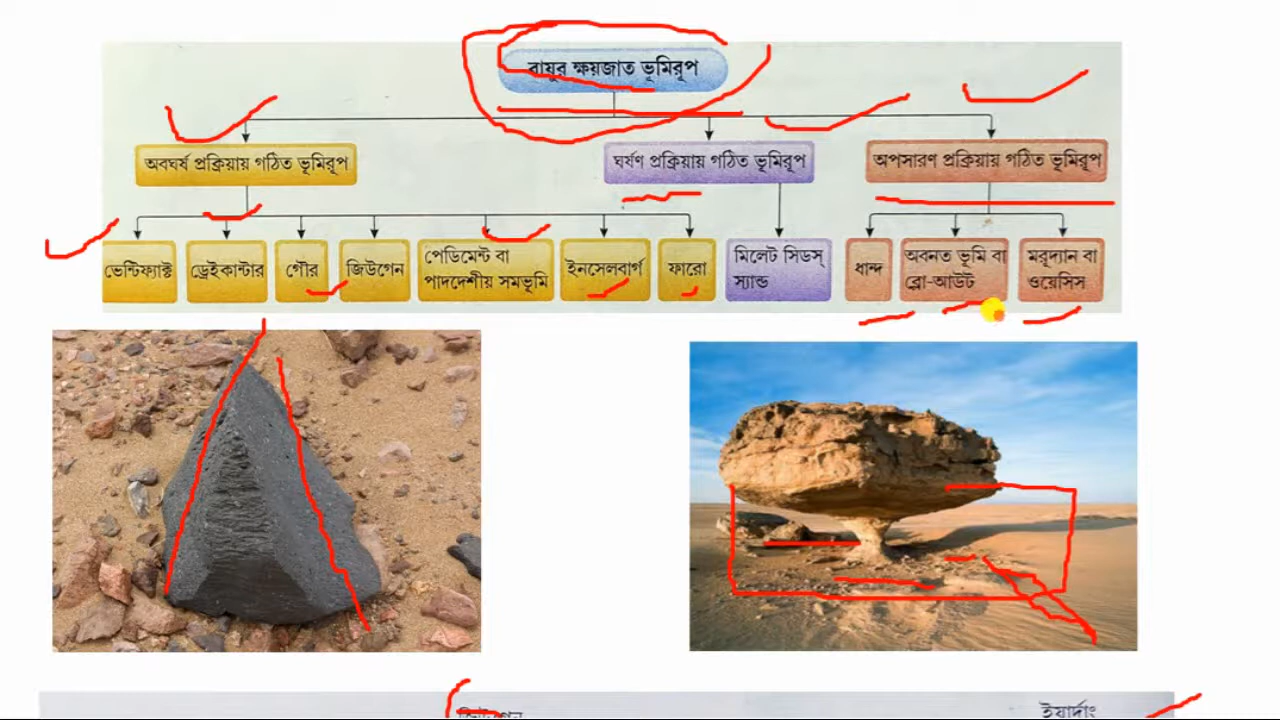 বায়ুর ক্ষয়জাত ভূমিরূপ
অবঘর্ষ প্রক্রিয়ায় গঠিত ভূমিরূপ
ঘর্ষণ প্রক্রিয়ায় গঠিত ভূমিরূপ
অপসারণ প্রক্রিয়ায় গঠিত ভূমিরূপ
ভেন্টিফ্যাক্ট
ড্রেইকান্টার
গৌর
জিউগেন
পেডিমেন্ট বা
পাদদেশীয় সমভূমি
ইনসেলবার্গ
ফারো
মিলেট সিডস্
স্যান্ড
ধান্দ
অবনত ভূমি বা
ব্লো-আউট
মরূদ্যান বা
ওয়েসিস
ইয়ার্দাং